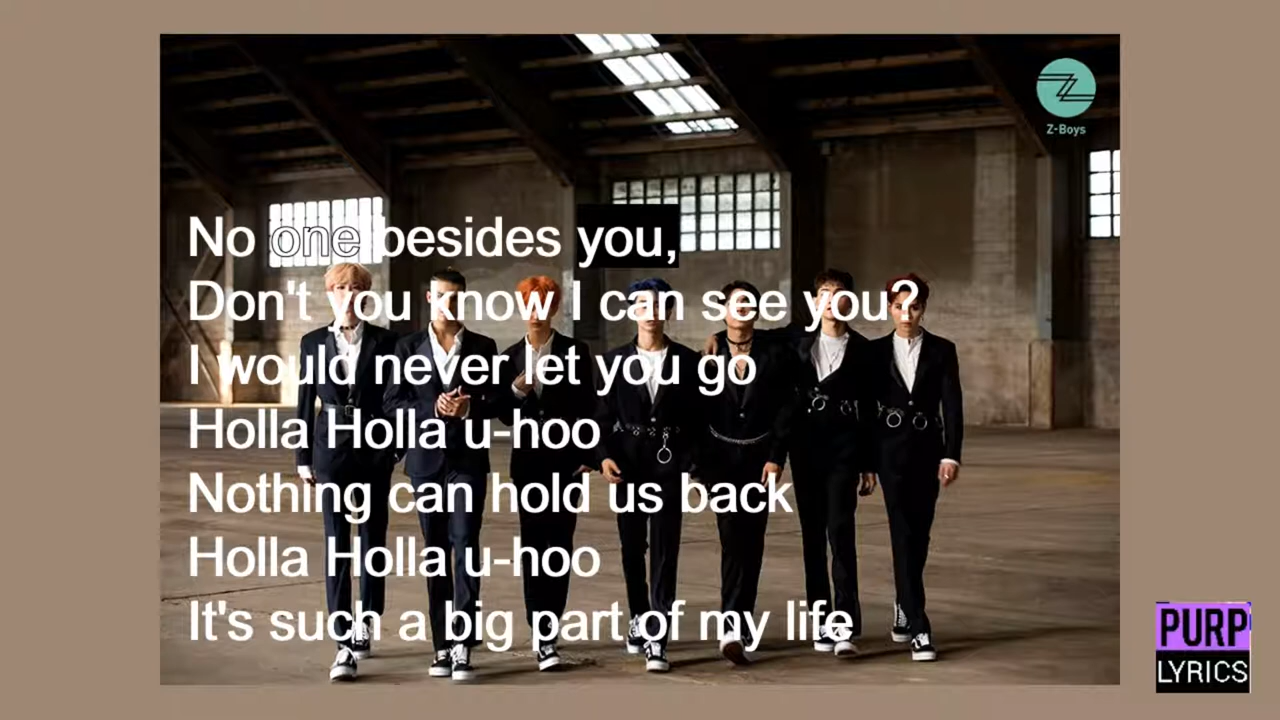 Z-Boys
No one besides you,
Don't you know I can see you?
I would never let you go
Holla Holla u-hoo
Nothing can hold us back
Holla Holla u-hoo
It's such a big part of my life
PURP
LYRICS